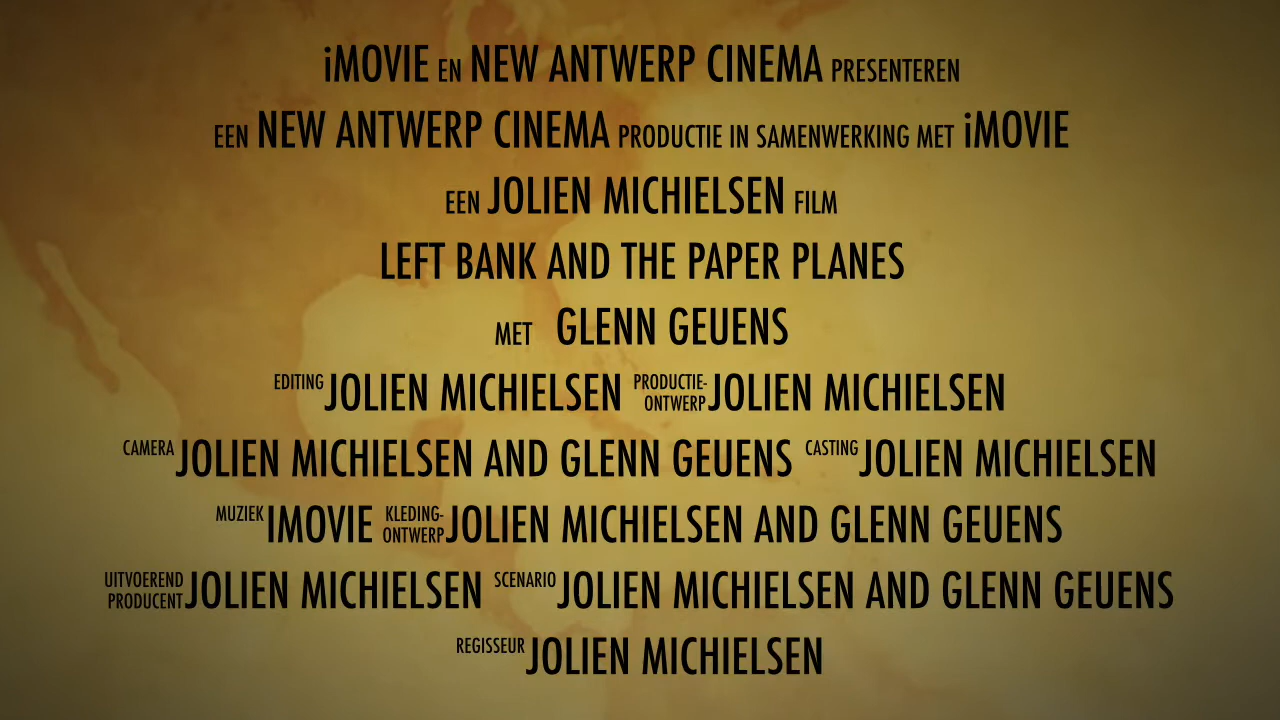 iMOVIE EN NEW ANTWERP CINEMA PRESENTEREN
EEN NEW ANTWERP CINEMA PRODUCTIE IN SAMENWERKING MET iMOVIE
EEN JOLIEN MICHIELSEN FILM
LEFT BANK AND THE PAPER PLANES
MET GLENN GEUENS
EDITING JOLIEN MICHIELSEN PRODUCTIE-ONTWERP JOLIEN MICHIELSEN
CAMERA JOLIEN MICHIELSEN AND GLENN GEUENS CASTING JOLIEN MICHIELSEN
MUZIEK IMOVIE KLEDING-ONTWERP JOLIEN MICHIELSEN AND GLENN GEUENS
UITVOEREND PRODUCENT JOLIEN MICHIELSEN SCENARIO JOLIEN MICHIELSEN AND GLENN GEUENS
REGISSEUR JOLIEN MICHIELSEN